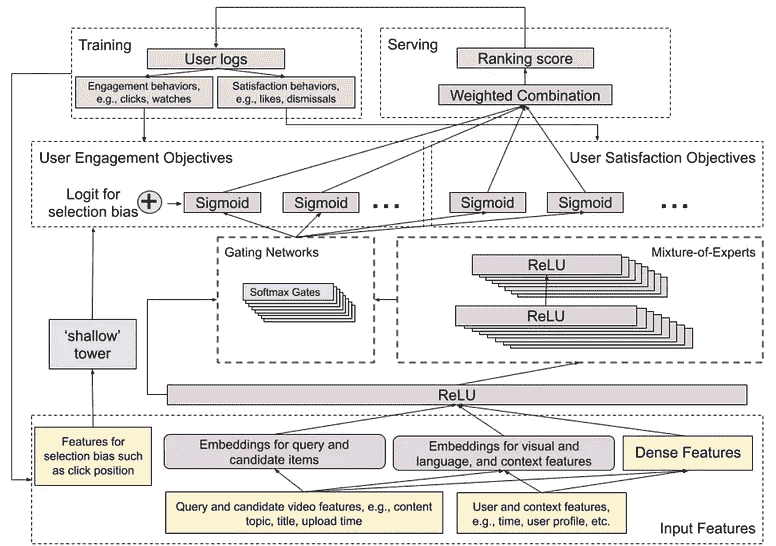 Training
Serving
User logs
Ranking score
Engagement behaviors,
e.g., clicks, watches
Satisfaction behaviors,
e.g., likes, dismissals
Weighted Combination
User Engagement Objectives
User Satisfaction Objectives
Logit for
selection bias
+
Sigmoid
Sigmoid
...
Sigmoid
Sigmoid
...
Gating Networks
Mixture-of-Experts
Softmax Gates
ReLU
ReLU
'shallow'
tower
ReLU
Features for
selection bias such
as click position
Embeddings for query and
candidate items
Embeddings for visual and
language, and context features
Dense Features
Query and candidate video features, e.g., content
topic, title, upload time
User and context features,
e.g., time, user profile, etc.
Input Features